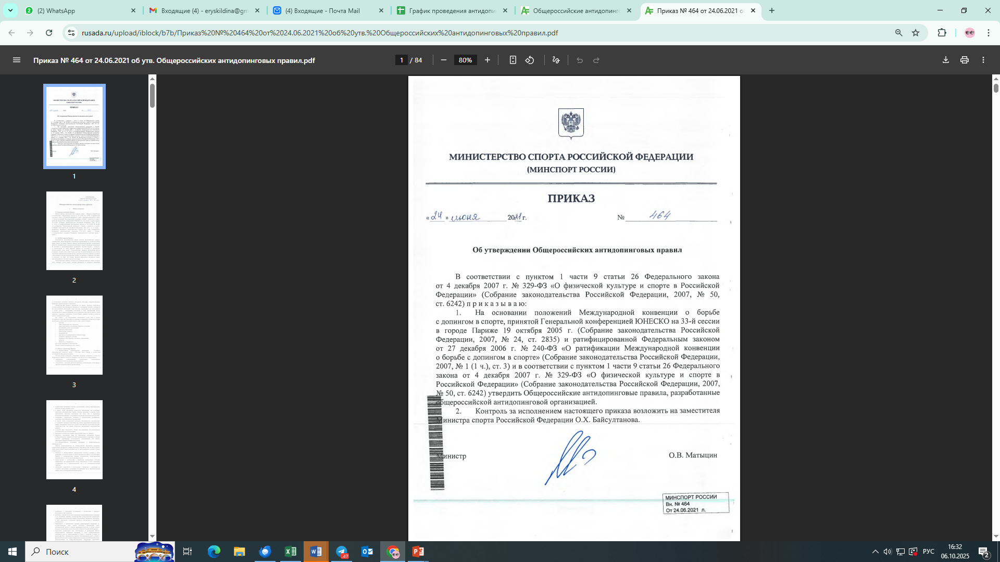 (2) WhatsApp
Входящие (4) - eryskildina@gm
(4) Входящие - Почта Mail
График проведения антидопи
Общероссийские антидопинго
Приказ № 464 от 24.06.2021 о
rusada.ru/upload/iblock/b7b/Приказ%20№%20464%20от%2024.06.2021%20об%20утв.%20Общероссийских%20антидопинговых%20правил.pdf
Приказ № 464 от 24.06.2021 об утв. Общероссийских антидопинговых правил.pdf
1 / 84
80%
1
2
3
4
МИНИСТЕРСТВО СПОРТА РОССИЙСКОЙ ФЕДЕРАЦИИ
(МИНСПОРТ РОССИИ)
ПРИКАЗ
« 24 » июня 2021 г. № 464
Об утверждении Общероссийских антидопинговых правил
В соответствии с пунктом 1 части 9 статьи 26 Федерального закона
от 4 декабря 2007 г. № 329-ФЗ «О физической культуре и спорте в Российской
Федерации» (Собрание законодательства Российской Федерации, 2007, № 50,
ст. 6242) п р и к а з ы в а ю:
1. На основании положений Международной конвенции о борьбе
с допингом в спорте, принятой Генеральной конференцией ЮНЕСКО на 33-й сессии
в городе Париже 19 октября 2005 г. (Собрание законодательства Российской
Федерации, 2007, № 24, ст. 2835) и ратифицированной Федеральным законом
от 27 декабря 2006 г. № 240-ФЗ «О ратификации Международной конвенции
о борьбе с допингом в спорте» (Собрание законодательства Российской Федерации,
2007, № 1 (1 ч.), ст. 3) и в соответствии с пунктом 1 части 9 статьи 26 Федерального
закона от 4 декабря 2007 г. № 329-ФЗ «О физической культуре и спорте в
Российской Федерации» (Собрание законодательства Российской Федерации, 2007,
№ 50, ст. 6242) утвердить Общероссийские антидопинговые правила, разработанные
общероссийской антидопинговой организацией.
2. Контроль за исполнением настоящего приказа возложить на заместителя
Министра спорта Российской Федерации О.Х. Байсултанова.
Министр
О.В. Матыцин
МИНСПОРТ РОССИИ
Вн. № 464
От 24.06.2021 л.
Поиск
47
РУС
16:32
06.10.2025
2